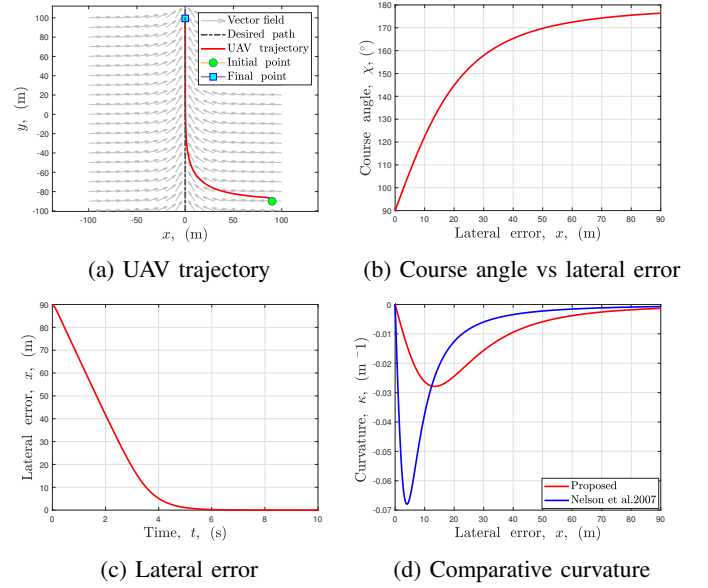 100
80
60
40
20
0
-20
-40
-60
-80
-100
y, (m)
-100 -50 0 50 100
x, (m)
Vector field
Desired path
UAV trajectory
Initial point
Final point
(a) UAV trajectory
180
170
160
150
140
130
120
110
100
90
Course angle, χ, (°)
0 10 20 30 40 50 60 70 80 90
Lateral error, x, (m)
(b) Course angle vs lateral error
90
80
70
60
50
40
30
20
10
0
Lateral error, x, (m)
0 2 4 6 8 10
Time, t, (s)
(c) Lateral error
0
-0.01
-0.02
-0.03
-0.04
-0.05
-0.06
-0.07
Curvature, κ, (m⁻¹)
0 10 20 30 40 50 60 70 80 90
Lateral error, x, (m)
Proposed
Nelson et al.2007
(d) Comparative curvature